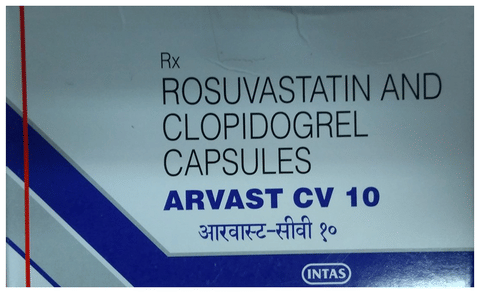 Rx
ROSUVASTATIN AND
CLOPIDOGREL
CAPSULES
ARVAST CV 10
आरवास्ट-सीवी १०
INTAS